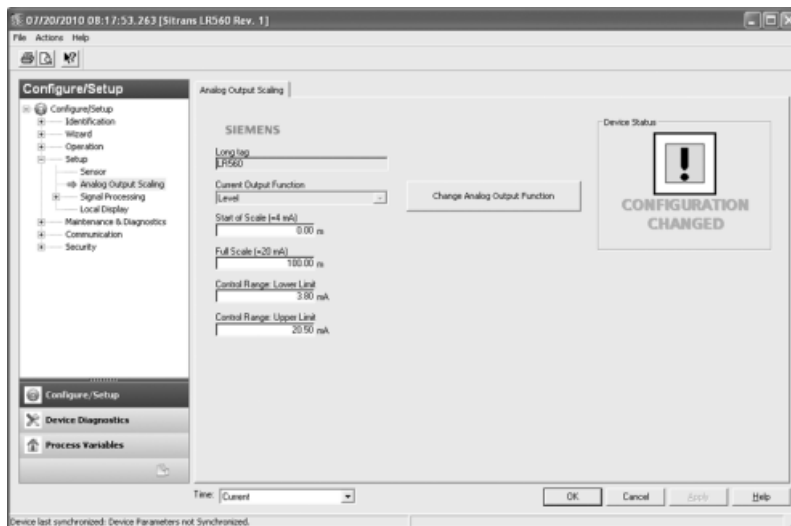 07/20/2010 08:17:53.263 [Sitrans LR560 Rev. 1]
File Actions Help
Configure/Setup
Configure/Setup
Identification
Wizard
Operation
Setup
Sensor
Analog Output Scaling
Signal Processing
Local Display
Maintenance & Diagnostics
Communication
Security
Configure/Setup
Device Diagnostics
Process Variables
Analog Output Scaling
SIEMENS
Long tag
LR560
Current Output Function
Level
Change Analog Output Function
Start of Scale (=4 mA)
0.00 m
Full Scale (=20 mA)
100.00 m
Control Range: Lower Limit
3.80 mA
Control Range: Upper Limit
20.50 mA
Device Status
!
CONFIGURATION
CHANGED
Time: Current
OK Cancel Apply Help
Device last synchronized: Device Parameters not Synchronized.